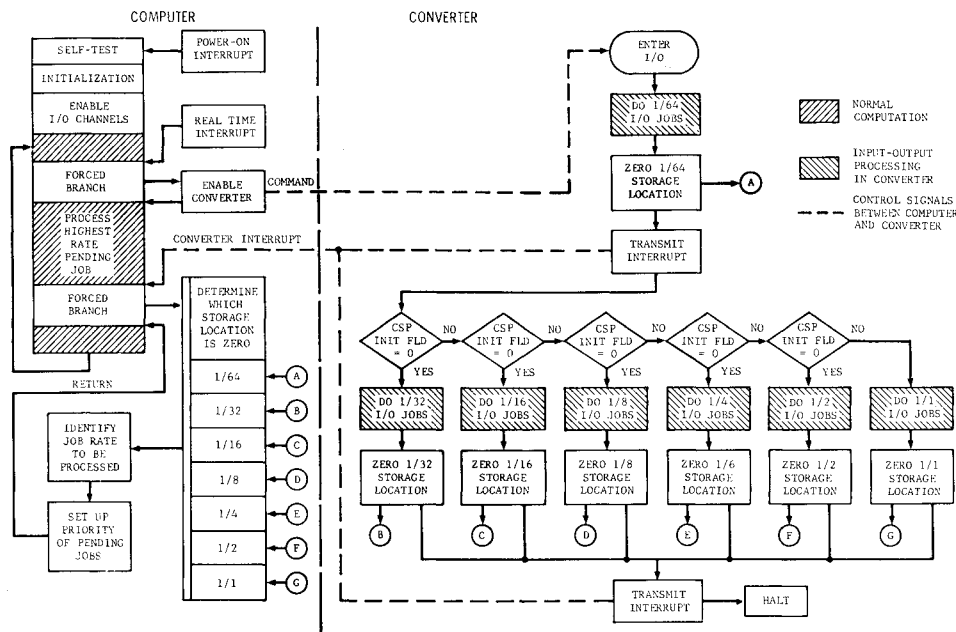 COMPUTER
CONVERTER
SELF-TEST
POWER-ON
INTERRUPT
INITIALIZATION
ENABLE
I/O CHANNELS
REAL TIME
INTERRUPT
FORCED
BRANCH
ENABLE
CONVERTER
COMMAND
PROCESS
HIGHEST
RATE
PENDING
JOB
CONVERTER INTERRUPT
FORCED
BRANCH
RETURN
DETERMINE
WHICH
STORAGE
LOCATION
IS ZERO
1/64
A
1/32
B
1/16
C
1/8
D
1/4
E
1/2
F
1/1
G
IDENTIFY
JOB RATE
TO BE
PROCESSED
SET UP
PRIORITY
OF PENDING
JOBS
ENTER
I/O
DO 1/64
I/O JOBS
ZERO 1/64
STORAGE
LOCATION
A
TRANSMIT
INTERRUPT
NORMAL
COMPUTATION
INPUT-OUTPUT
PROCESSING
IN CONVERTER
CONTROL SIGNALS
BETWEEN COMPUTER
AND CONVERTER
CSP
INIT FLD
= 0
NO
CSP
INIT FLD
= 0
NO
CSP
INIT FLD
= 0
NO
CSP
INIT FLD
= 0
NO
CSP
INIT FLD
= 0
NO
YES
YES
YES
YES
YES
DO 1/32
I/O JOBS
DO 1/16
I/O JOBS
DO 1/8
I/O JOBS
DO 1/4
I/O JOBS
DO 1/2
I/O JOBS
DO 1/1
I/O JOBS
ZERO 1/32
STORAGE
LOCATION
ZERO 1/16
STORAGE
LOCATION
ZERO 1/8
STORAGE
LOCATION
ZERO 1/6
STORAGE
LOCATION
ZERO 1/2
STORAGE
LOCATION
ZERO 1/1
STORAGE
LOCATION
B
C
D
E
F
G
TRANSMIT
INTERRUPT
HALT